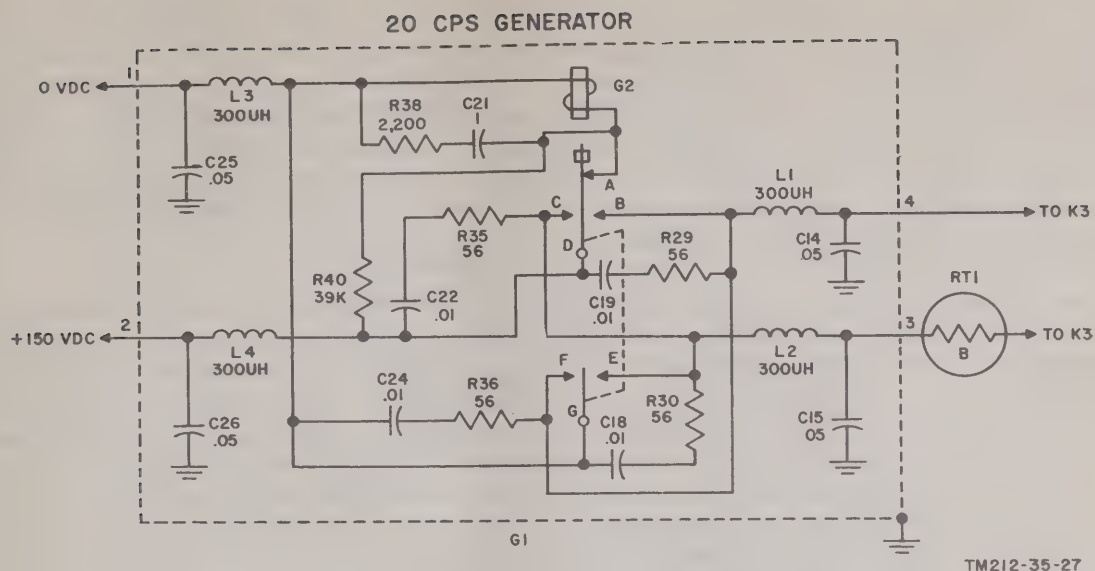 20 CPS GENERATOR
0 VDC
1
L3
300UH
G2
R38
2,200
C21
1
C25
.05
A
L1
300UH
C
B
4
TO K3
R35
56
D
R29
56
C14
.05
R40
39K
C22
.01
C19
.01
RT1
+150 VDC
2
3
TO K3
L4
300UH
L2
300UH
B
F
E
C24
.01
R36
56
R30
56
C26
.05
G
C18
.01
C15
05
G1
TM212-35-27